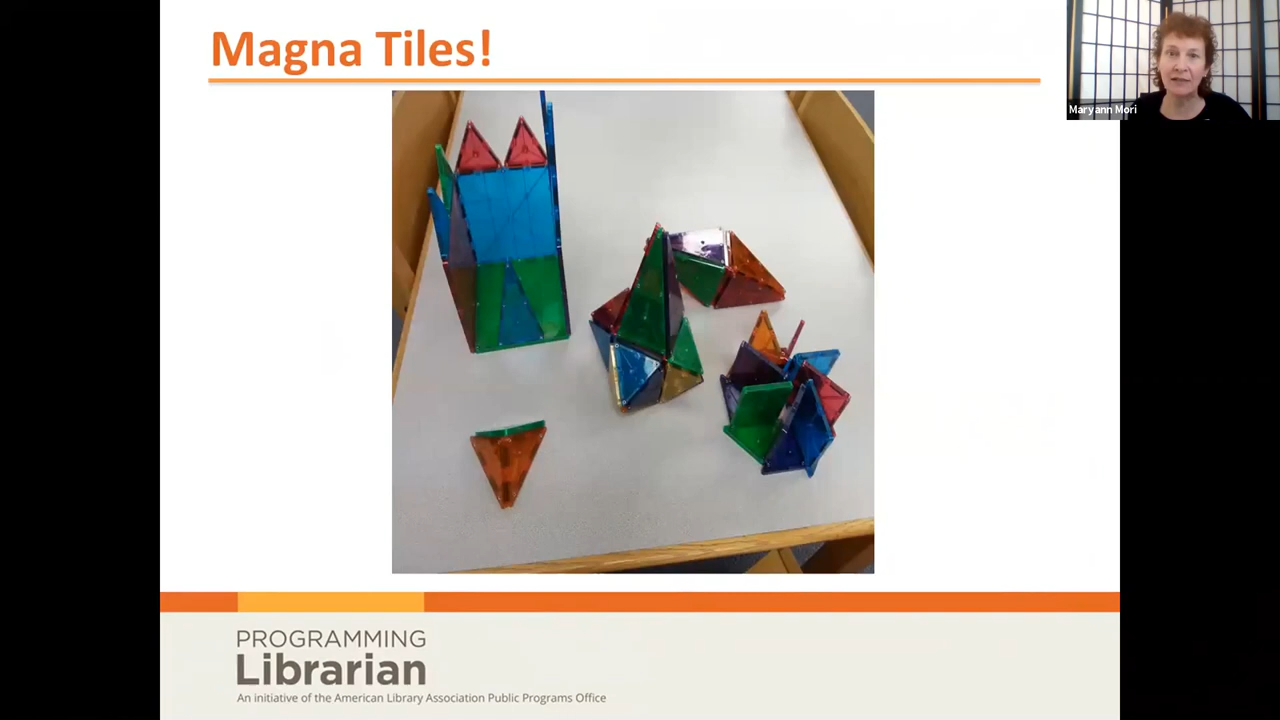 Magna Tiles!
Maryann Mori
PROGRAMMING
Librarian
An initiative of the American Library Association Public Programs Office